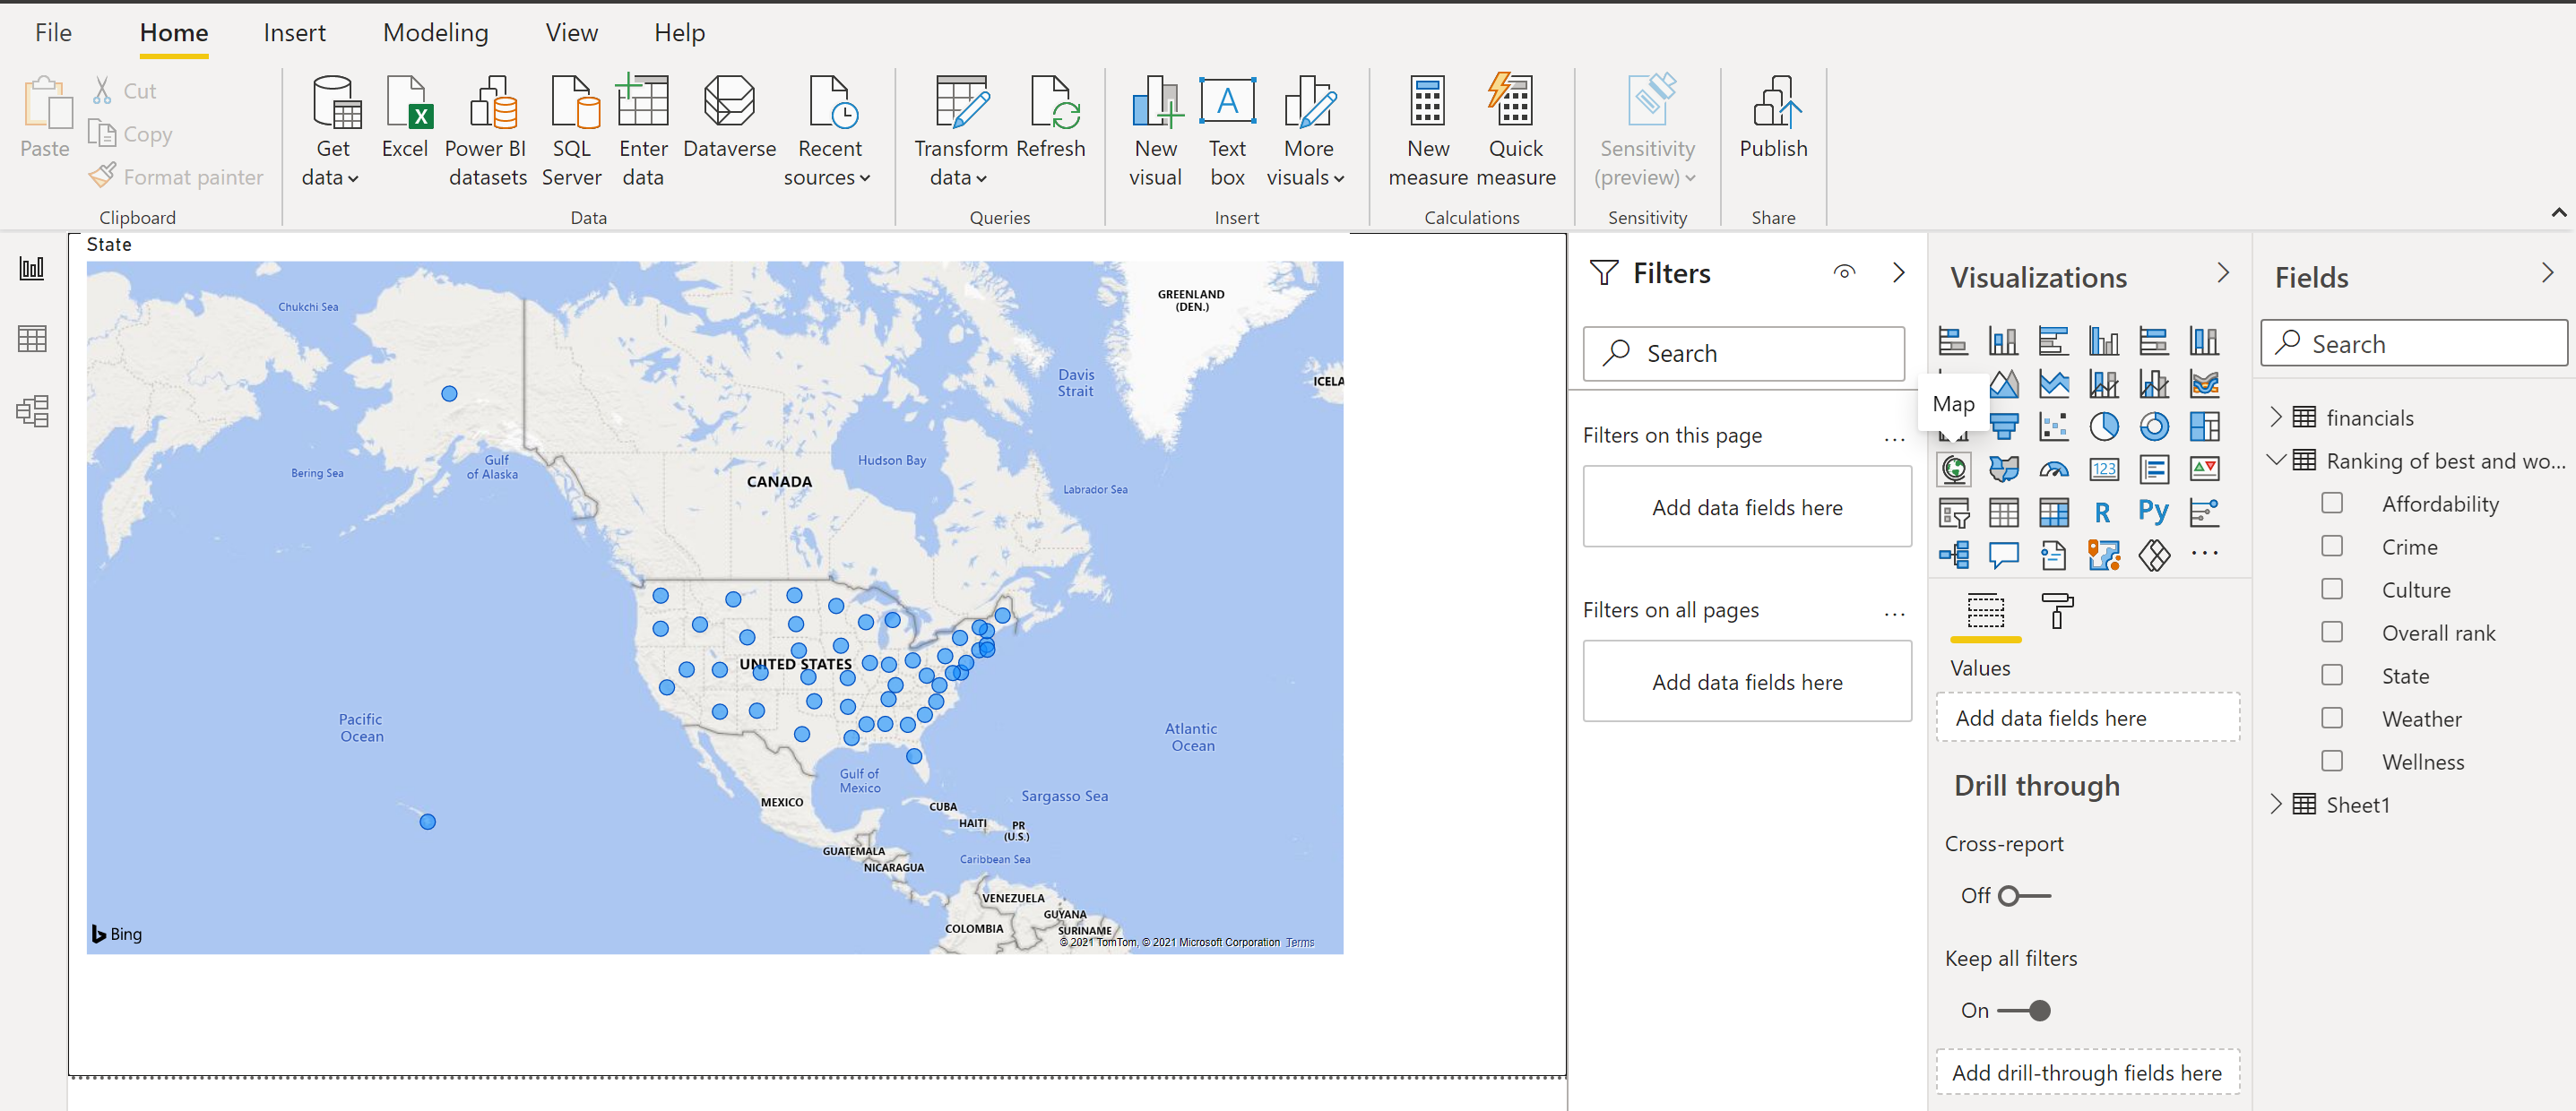 File Home Insert Modeling View Help
Paste
Cut
Copy
Format painter
Clipboard
Get data
Excel
Power BI datasets
SQL Server
Enter data
Dataverse
Recent sources
Data
Transform data
Refresh
Queries
New visual
Text box
More visuals
Insert
New measure
Quick measure
Calculations
Sensitivity (preview)
Sensitivity
Publish
Share
State
Chukchi Sea
GREENLAND
(DEN.)
ICELA
Davis
Strait
Bering Sea
Gulf
of Alaska
Hudson Bay
CANADA
Labrador Sea
UNITED STATES
Pacific
Ocean
Atlantic
Ocean
Gulf of
Mexico
MEXICO
Sargasso Sea
CUBA
HAITI
PR
(U.S.)
GUATEMALA
Caribbean Sea
NICARAGUA
VENEZUELA
GUYANA
COLOMBIA
SURINAME
Bing
© 2021 TomTom, © 2021 Microsoft Corporation Terms
Filters
Search
Filters on this page ...
Add data fields here
Filters on all pages ...
Add data fields here
Visualizations
Map
123
R
Py
...
Values
Add data fields here
Drill through
Cross-report
Off
Keep all filters
On
Add drill-through fields here
Fields
Search
financials
Ranking of best and wo...
Affordability
Crime
Culture
Overall rank
State
Weather
Wellness
Sheet1